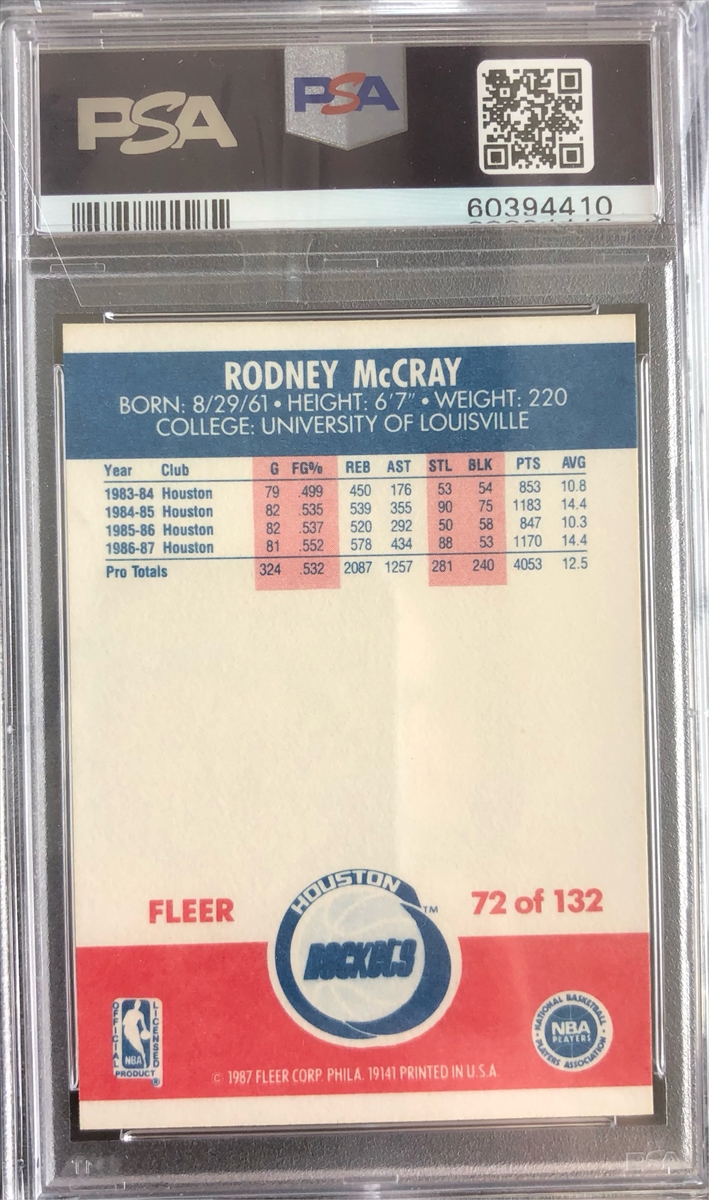 PSA
PSA
60394410
RODNEY McCRAY
BORN: 8/29/61 • HEIGHT: 6'7" • WEIGHT: 220
COLLEGE: UNIVERSITY OF LOUISVILLE
Year Club G FG% REB AST STL BLK PTS AVG
1983-84 Houston 79 .499 450 176 53 54 853 10.8
1984-85 Houston 82 .535 539 355 90 75 1183 14.4
1985-86 Houston 82 .537 520 292 50 58 847 10.3
1986-87 Houston 81 .552 578 434 88 53 1170 14.4
Pro Totals 324 .532 2087 1257 281 240 4053 12.5
FLEER
HOUSTON
ROCKETS
TM
72 of 132
OFFICIAL
LICENSED
NBA
PRODUCT
®
NATIONAL BASKETBALL
NBA
PLAYERS
PLAYERS ASSOCIATION
© 1987 FLEER CORP. PHILA. 19141 PRINTED IN U.S.A.
PSA